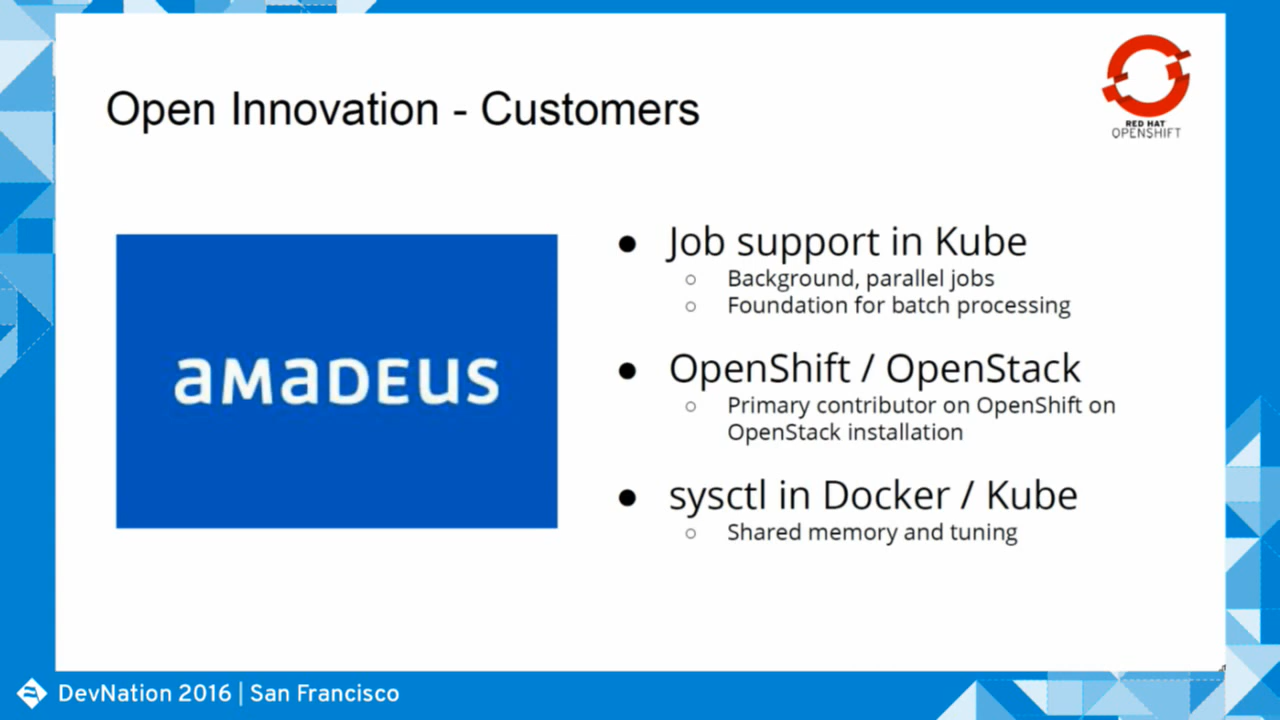 RED HAT
OPENSHIFT
Open Innovation - Customers
aMaDEUS
● Job support in Kube
○ Background, parallel jobs
○ Foundation for batch processing
● OpenShift / OpenStack
○ Primary contributor on OpenShift on
OpenStack installation
● sysctl in Docker / Kube
○ Shared memory and tuning
DevNation 2016 | San Francisco